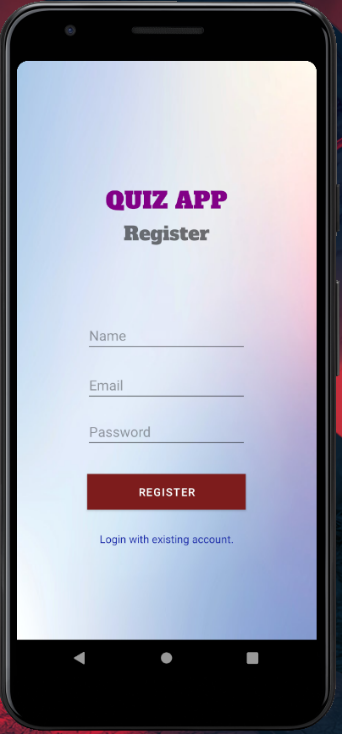 QUIZ APP
Register
Name
Email
Password
REGISTER
Login with existing account.